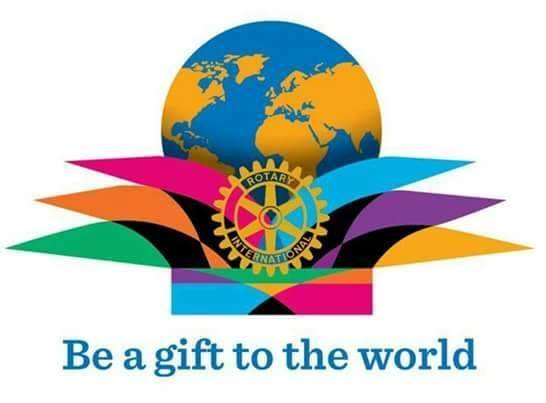 ROTARY
INTERNATIONAL
Be a gift to the world